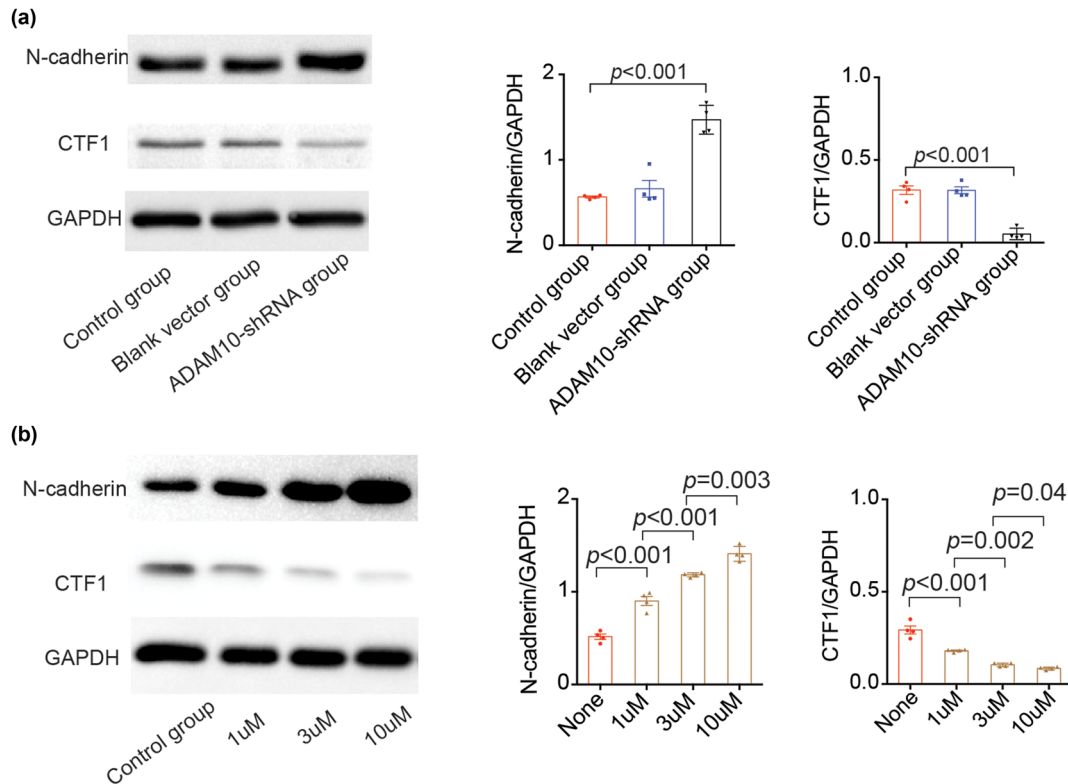 (a)
N-cadherin
CTF1
GAPDH
Control group
Blank vector group
ADAM10-shRNA group
N-cadherin/GAPDH
2
1
0
p<0.001
Control group
Blank vector group
ADAM10-shRNA group
CTF1/GAPDH
1.0
0.5
0.0
p<0.001
Control group
Blank vector group
ADAM10-shRNA group
(b)
N-cadherin
CTF1
GAPDH
Control group
1uM
3uM
10uM
N-cadherin/GAPDH
2
1
0
p<0.001
p<0.001
p=0.003
None
1uM
3uM
10uM
CTF1/GAPDH
1.0
0.5
0.0
p<0.001
p=0.002
p=0.04
None
1uM
3uM
10uM